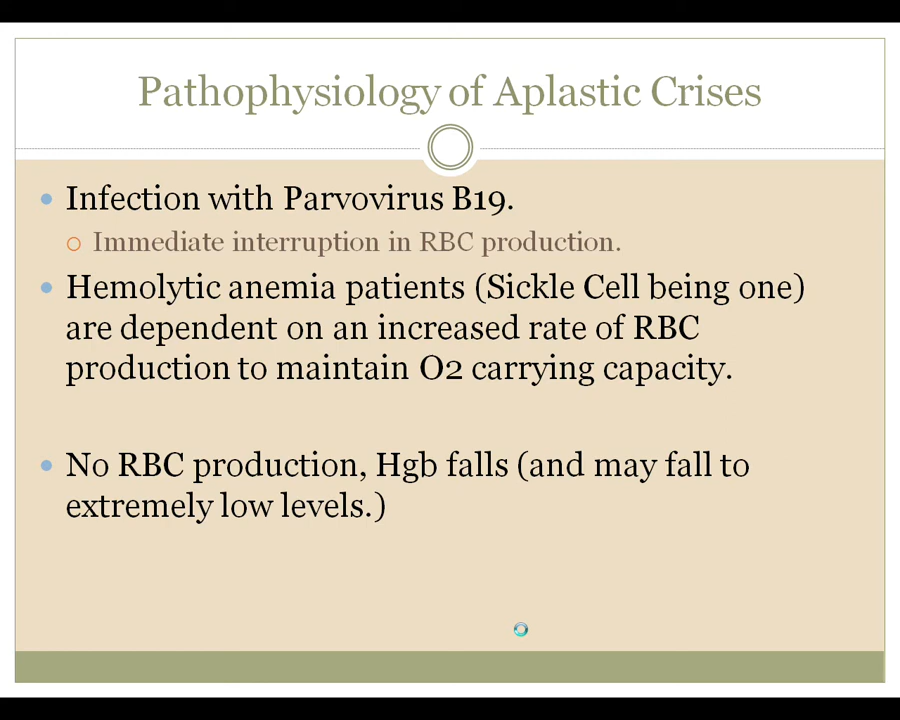 Pathophysiology of Aplastic Crises
Infection with Parvovirus B19.
Immediate interruption in RBC production.
Hemolytic anemia patients (Sickle Cell being one)
are dependent on an increased rate of RBC
production to maintain O2 carrying capacity.
No RBC production, Hgb falls (and may fall to
extremely low levels.)